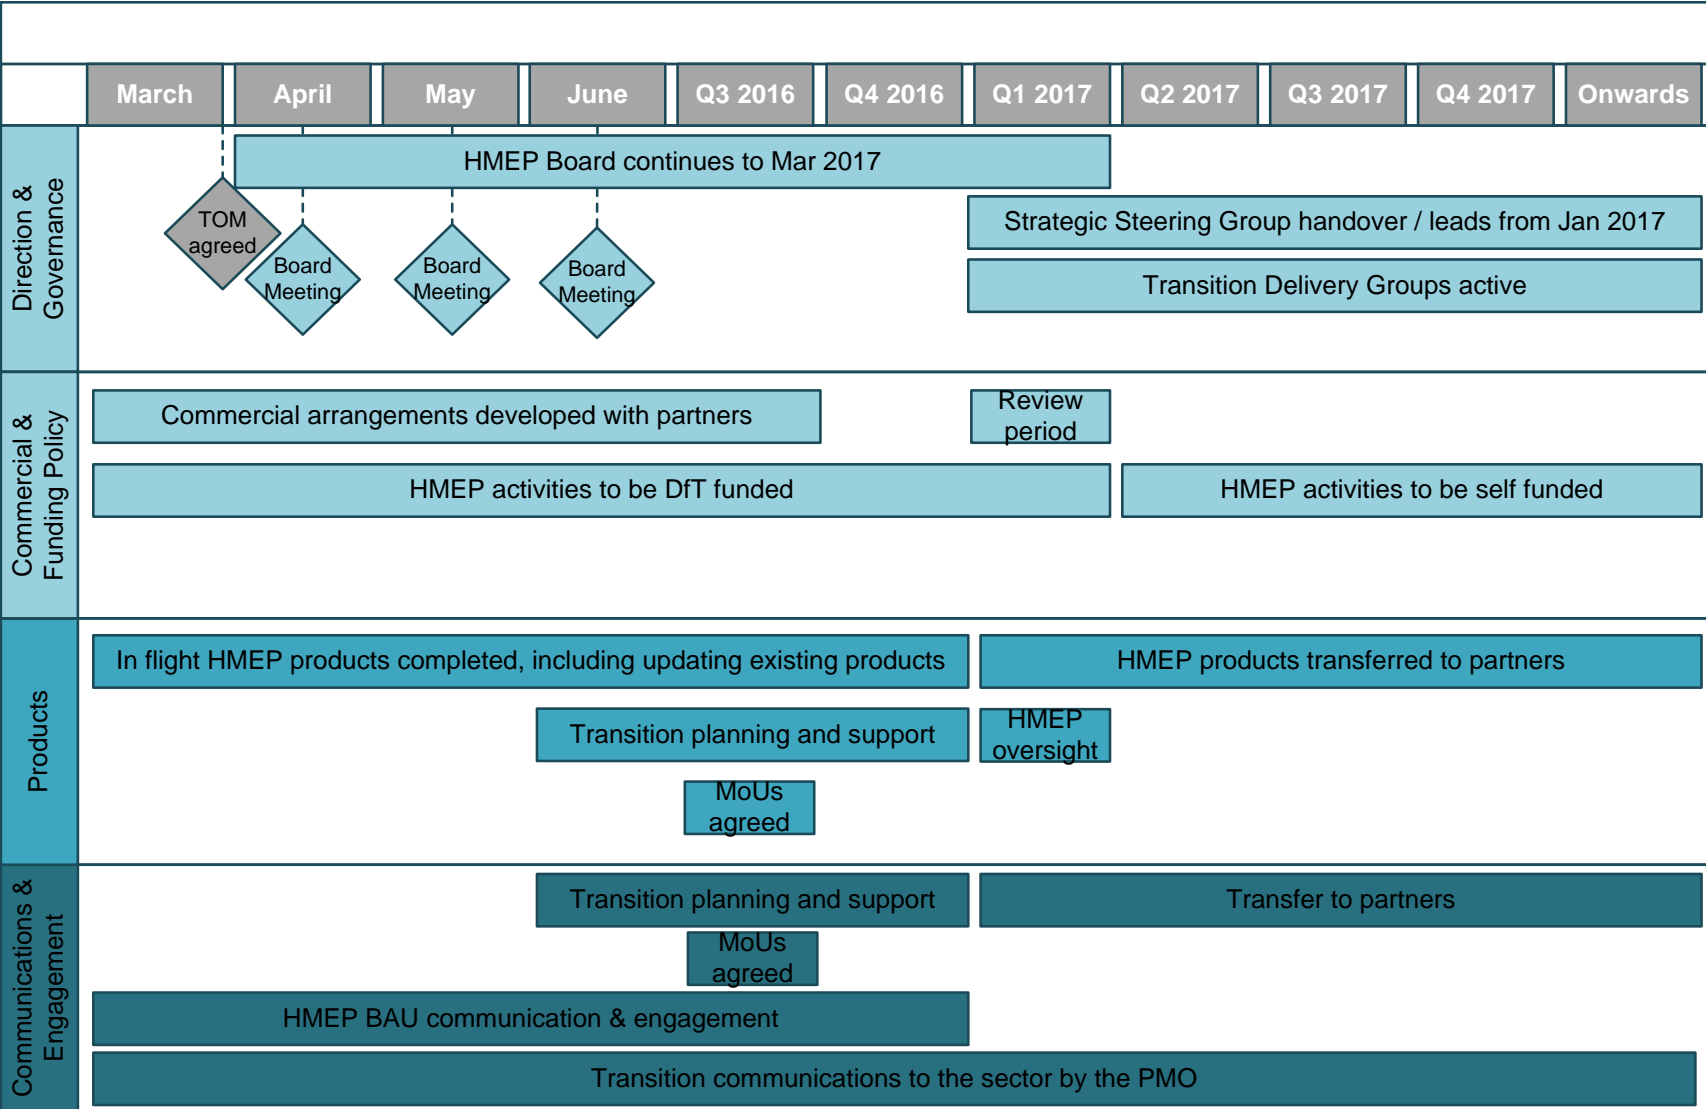 March
April
May
June
Q3 2016
Q4 2016
Q1 2017
Q2 2017
Q3 2017
Q4 2017
Onwards
Direction &
Governance
HMEP Board continues to Mar 2017
TOM
agreed
Board
Meeting
Board
Meeting
Board
Meeting
Strategic Steering Group handover / leads from Jan 2017
Transition Delivery Groups active
Commercial &
Funding Policy
Commercial arrangements developed with partners
Review
period
HMEP activities to be DfT funded
HMEP activities to be self funded
Products
In flight HMEP products completed, including updating existing products
HMEP products transferred to partners
Transition planning and support
HMEP
oversight
MoUs
agreed
Communications &
Engagement
Transition planning and support
Transfer to partners
MoUs
agreed
HMEP BAU communication & engagement
Transition communications to the sector by the PMO